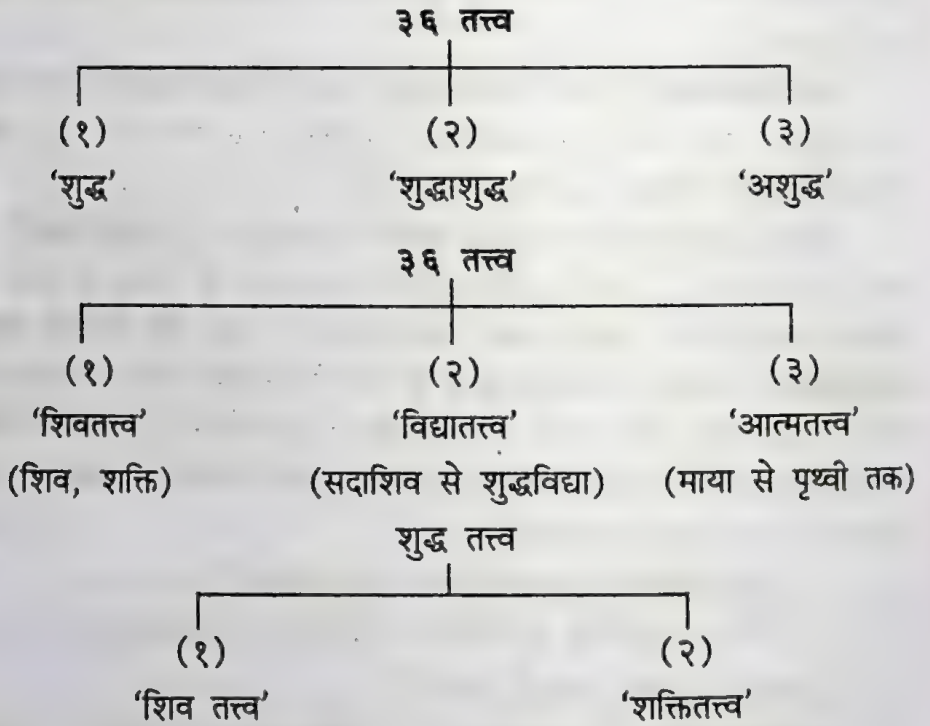 ३६ तत्त्व
(१) (२) (३)
‘शुद्ध’ ‘शुद्धाशुद्ध’ ‘अशुद्ध’
३६ तत्त्व
(१) (२) (३)
‘शिवतत्त्व’ ‘विद्यातत्त्व’ ‘आत्मतत्त्व’
(शिव, शक्ति) (सदाशिव से शुद्धविद्या) (माया से पृथ्वी तक)
शुद्ध तत्त्व
(१) (२)
‘शिव तत्त्व’ ‘शक्तितत्त्व’